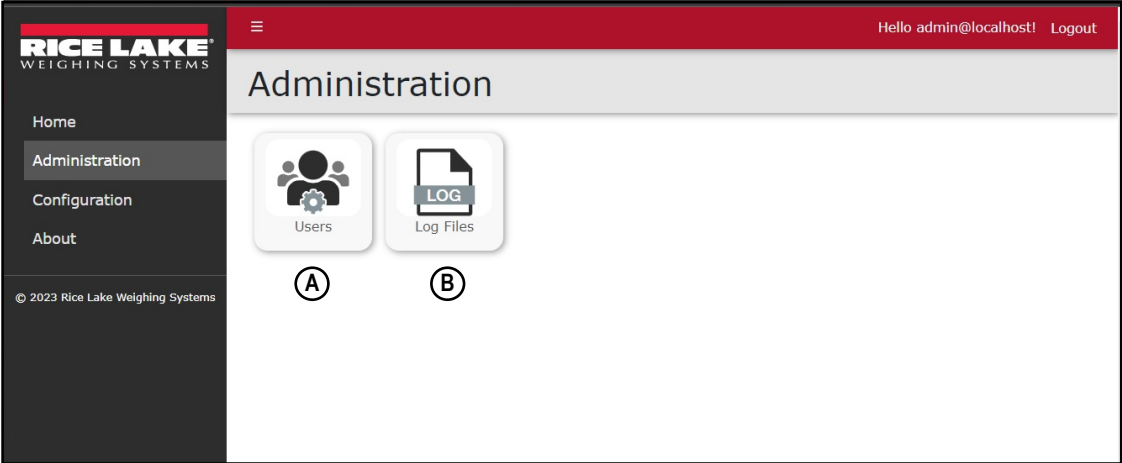 RICE LAKE®
WEIGHING SYSTEMS
Home
Administration
Configuration
About
© 2023 Rice Lake Weighing Systems
Hello admin@localhost! Logout
Administration
LOG
Users
Log Files
A
B